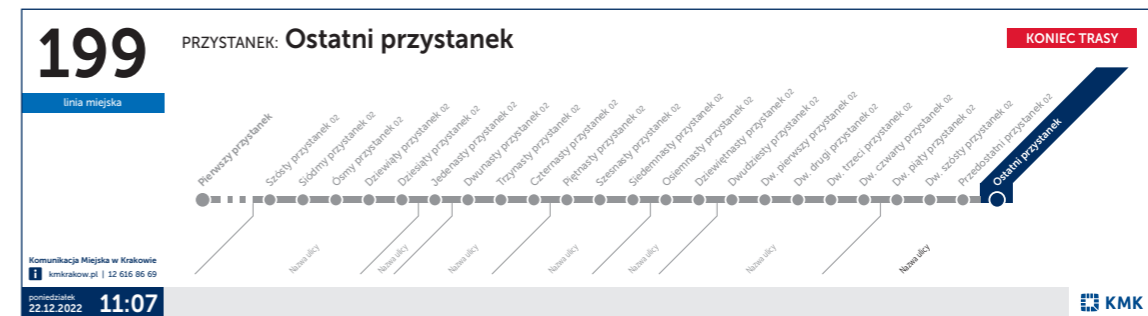 199
linia miejska
PRZYSTANEK: Ostatni przystanek
KONIEC TRASY
Pierwszy przystanek
Szósty przystanek 02
Siódmy przystanek 02
Ósmy przystanek 02
Dziewiąty przystanek 02
Dziesiąty przystanek 02
Jedenasty przystanek 02
Dwunasty przystanek 02
Trzynasty przystanek 02
Czternasty przystanek 02
Piętnasty przystanek 02
Szesnasty przystanek 02
Siedemnasty przystanek 02
Osiemnasty przystanek 02
Dziewiętnasty przystanek 02
Dwudziesty przystanek 02
Dw. pierwszy przystanek 02
Dw. drugi przystanek 02
Dw. trzeci przystanek 02
Dw. czwarty przystanek 02
Dw. piąty przystanek 02
Dw. szósty przystanek 02
Przedostatni przystanek 02
Ostatni przystanek
Nazwa ulicy
Nazwa ulicy
Nazwa ulicy
Nazwa ulicy
Nazwa ulicy
Nazwa ulicy
Nazwa ulicy
Komunikacja Miejska w Krakowie
i kmkrakow.pl | 12 616 86 69
poniedziałek
22.12.2022 11:07
KMK